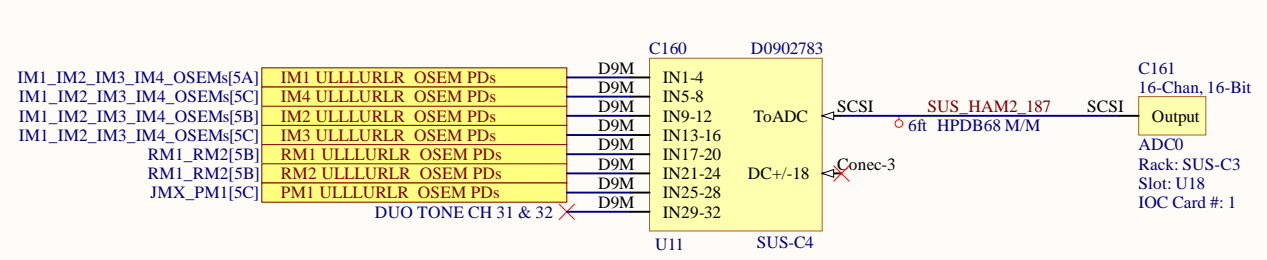 C160 D0902783
IM1_IM2_IM3_IM4_OSEMs[5A] IM1 ULLLURLR OSEM PDs D9M IN1-4
IM1_IM2_IM3_IM4_OSEMs[5C] IM4 ULLLURLR OSEM PDs D9M IN5-8
IM1_IM2_IM3_IM4_OSEMs[5B] IM2 ULLLURLR OSEM PDs D9M IN9-12
IM1_IM2_IM3_IM4_OSEMs[5C] IM3 ULLLURLR OSEM PDs D9M IN13-16
RM1_RM2[5B] RM1 ULLLURLR OSEM PDs D9M IN17-20
RM1_RM2[5B] RM2 ULLLURLR OSEM PDs D9M IN21-24
JMX_PM1[5C] PM1 ULLLURLR OSEM PDs D9M IN25-28
DUO TONE CH 31 & 32 D9M IN29-32
ToADC
DC+/-18
U11 SUS-C4
SCSI SUS_HAM2_187 SCSI
6ft HPDB68 M/M
Conec-3
C161
16-Chan, 16-Bit
Output
ADC0
Rack: SUS-C3
Slot: U18
IOC Card #: 1